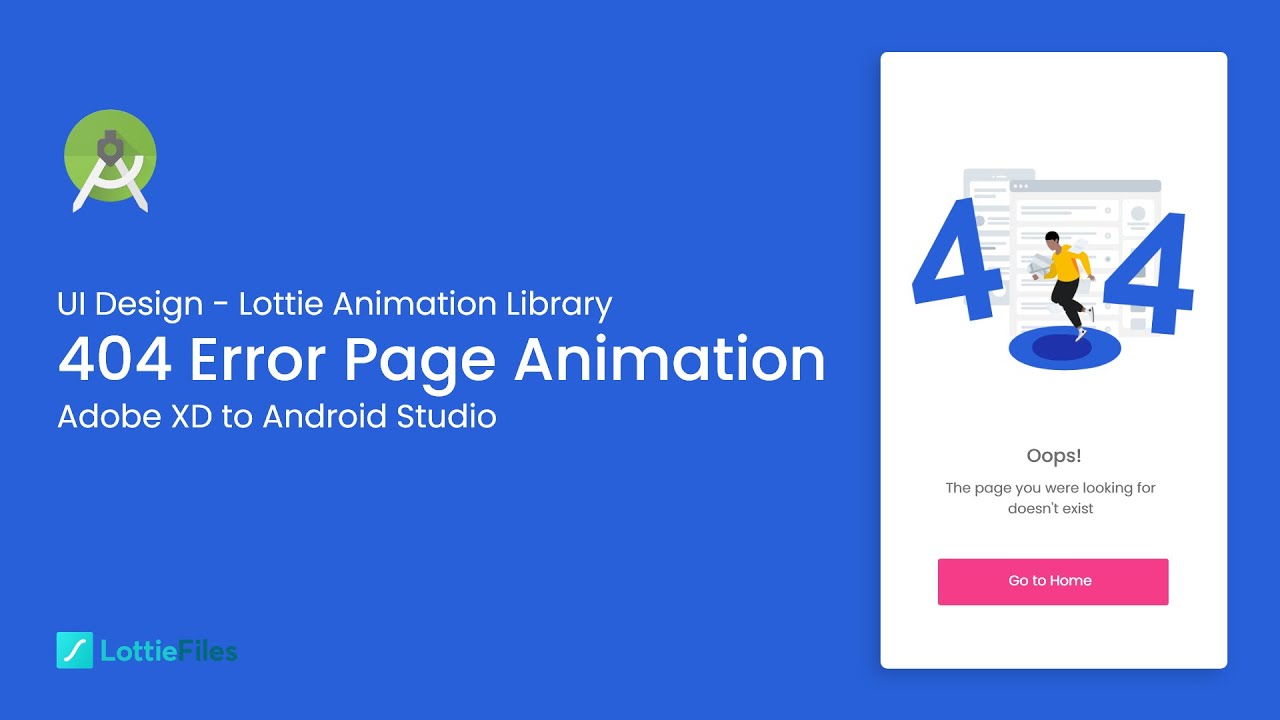 UI Design - Lottie Animation Library
404 Error Page Animation
Adobe XD to Android Studio
LottieFiles
4 4
Oops!
The page you were looking for
doesn't exist
Go to Home